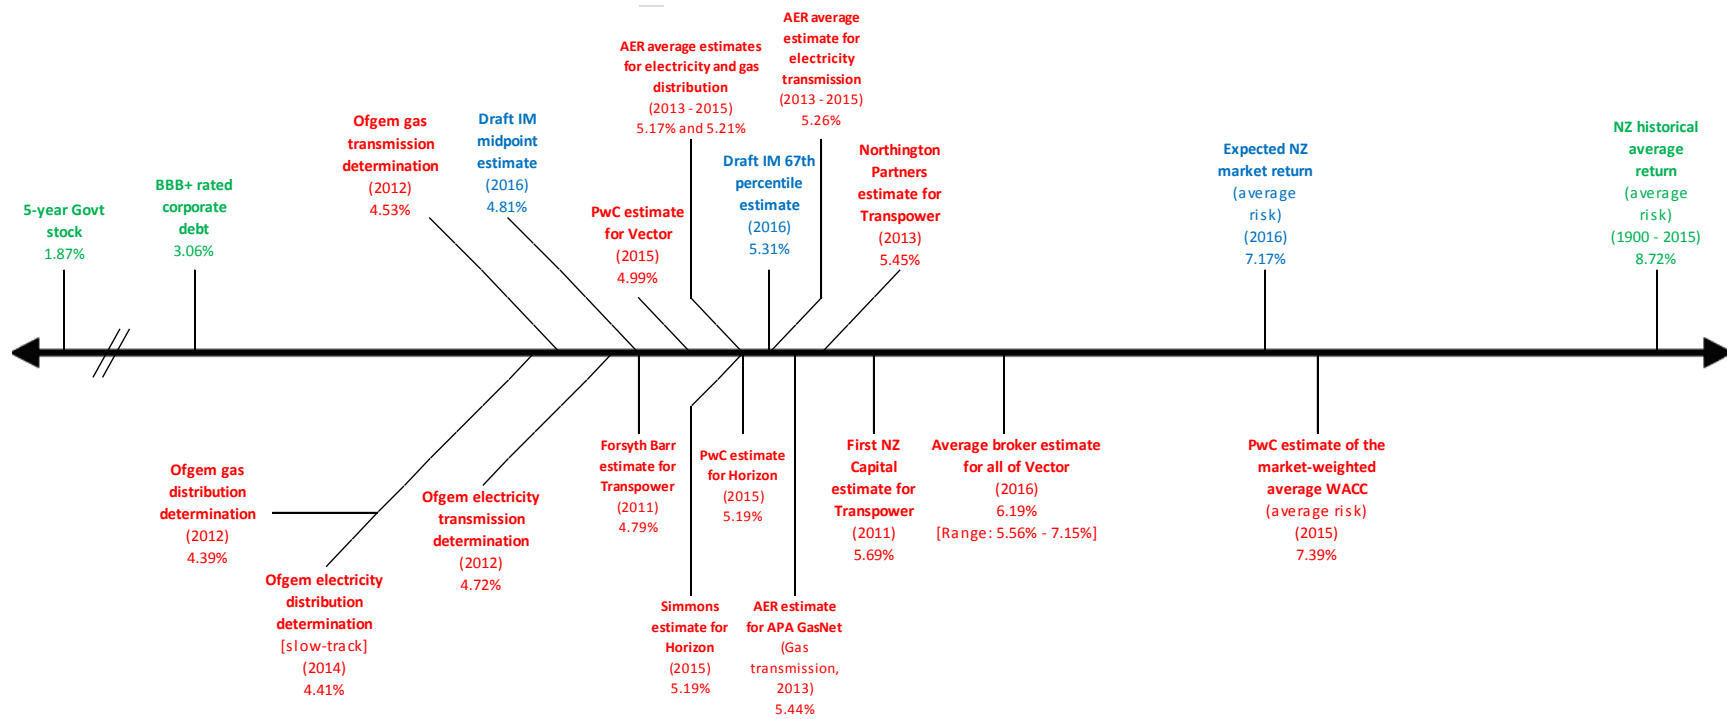 5-year Govt
stock
1.87%
BBB+ rated
corporate
debt
3.06%
Ofgem gas
transmission
determination
(2012)
4.53%
Draft IM
midpoint
estimate
(2016)
4.81%
PwC estimate
for Vector
(2015)
4.99%
AER average estimates
for electricity and gas
distribution
(2013 - 2015)
5.17% and 5.21%
Draft IM 67th
percentile
estimate
(2016)
5.31%
AER average
estimate for
electricity
transmission
(2013 - 2015)
5.26%
Northington
Partners
estimate for
Transpower
(2013)
5.45%
Expected NZ
market return
(average
risk)
(2016)
7.17%
NZ historical
average
return
(average
risk)
(1900 - 2015)
8.72%
Ofgem gas
distribution
determination
(2012)
4.39%
Ofgem electricity
distribution
determination
[slow-track]
(2014)
4.41%
Ofgem electricity
transmission
determination
(2012)
4.72%
Forsyth Barr
estimate for
Transpower
(2011)
4.79%
Simmons
estimate for
Horizon
(2015)
5.19%
PwC estimate
for Horizon
(2015)
5.19%
AER estimate
for APA GasNet
(Gas
transmission,
2013)
5.44%
First NZ
Capital
estimate for
Transpower
(2011)
5.69%
Average broker estimate
for all of Vector
(2016)
6.19%
[Range: 5.56% - 7.15%]
PwC estimate of the
market-weighted
average WACC
(average risk)
(2015)
7.39%